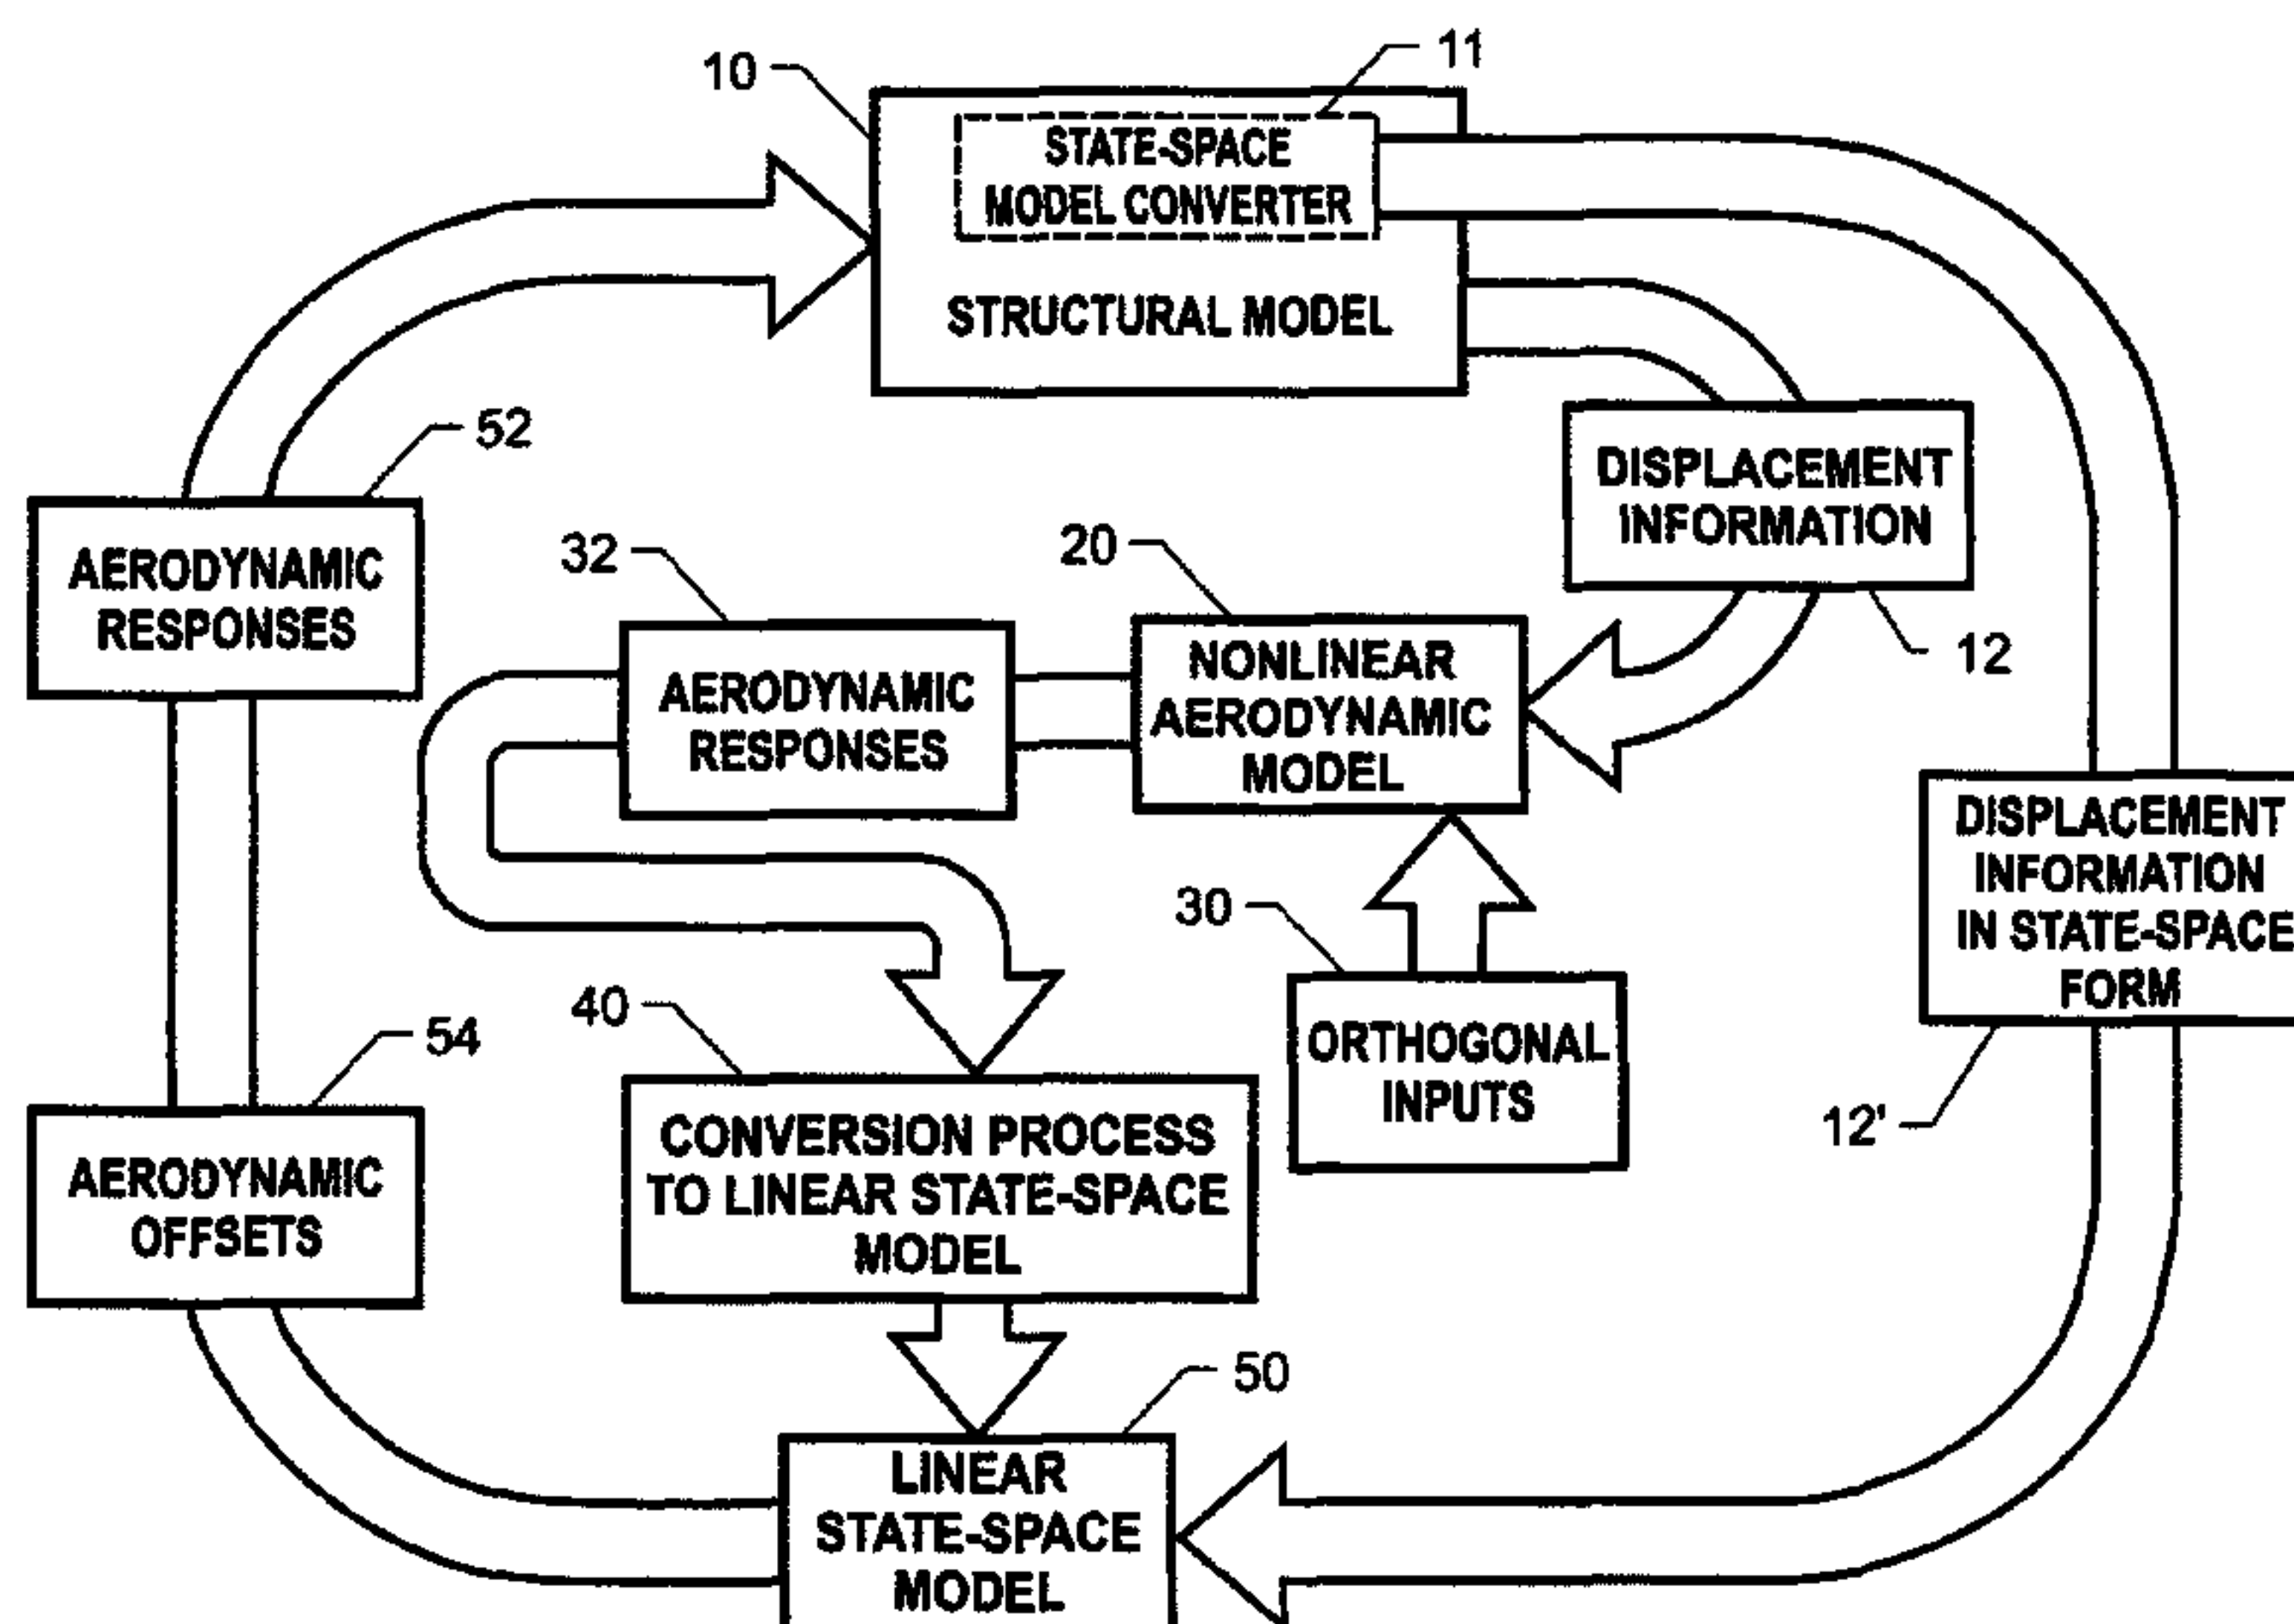 10
11
STATE-SPACE
MODEL CONVERTER
STRUCTURAL MODEL
52
AERODYNAMIC
RESPONSES
DISPLACEMENT
INFORMATION
12
32
AERODYNAMIC
RESPONSES
20
NONLINEAR
AERODYNAMIC
MODEL
30
ORTHOGONAL
INPUTS
DISPLACEMENT
INFORMATION
IN STATE-SPACE
FORM
12'
40
CONVERSION PROCESS
TO LINEAR STATE-SPACE
MODEL
54
AERODYNAMIC
OFFSETS
50
LINEAR
STATE-SPACE
MODEL